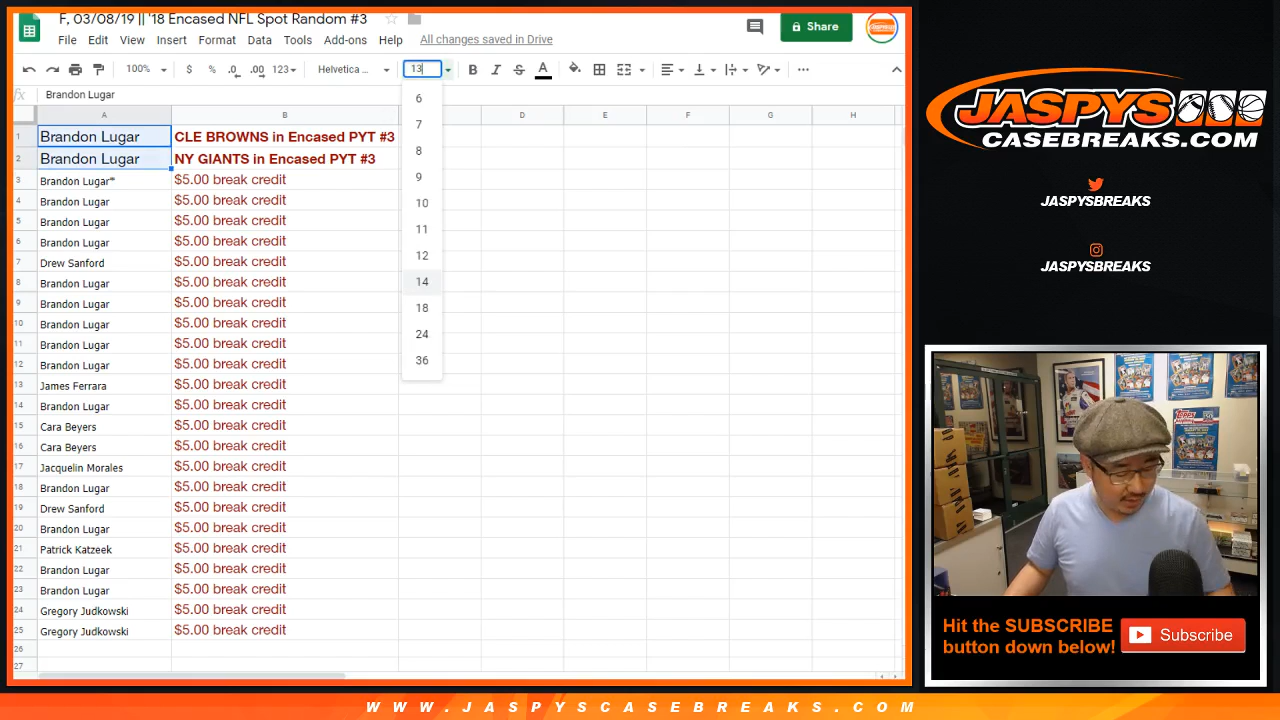 F, 03/08/19 || '18 Encased NFL Spot Random #3
Share
File Edit View Insert Format Data Tools Add-ons Help All changes saved in Drive
100% $ % .0 .00 123 Helvetica ... 13 B I S A
fx Brandon Lugar
A B D E F G H
1 Brandon Lugar CLE BROWNS in Encased PYT #3
2 Brandon Lugar NY GIANTS in Encased PYT #3
3 Brandon Lugar* $5.00 break credit
4 Brandon Lugar $5.00 break credit
5 Brandon Lugar $5.00 break credit
6 Brandon Lugar $5.00 break credit
7 Drew Sanford $5.00 break credit
8 Brandon Lugar $5.00 break credit
9 Brandon Lugar $5.00 break credit
10 Brandon Lugar $5.00 break credit
11 Brandon Lugar $5.00 break credit
12 Brandon Lugar $5.00 break credit
13 James Ferrara $5.00 break credit
14 Brandon Lugar $5.00 break credit
15 Cara Beyers $5.00 break credit
16 Cara Beyers $5.00 break credit
17 Jacquelin Morales $5.00 break credit
18 Brandon Lugar $5.00 break credit
19 Drew Sanford $5.00 break credit
20 Brandon Lugar $5.00 break credit
21 Patrick Katzeek $5.00 break credit
22 Brandon Lugar $5.00 break credit
23 Brandon Lugar $5.00 break credit
24 Gregory Judkowski $5.00 break credit
25 Gregory Judkowski $5.00 break credit
26
27
6
7
8
9
10
11
12
14
18
24
36
JASPYS
CASEBREAKS.COM
JASPYSBREAKS
JASPYSBREAKS
Topps
Hit the SUBSCRIBE
button down below!
Subscribe
WWW.JASPYSCASEBREAKS.COM